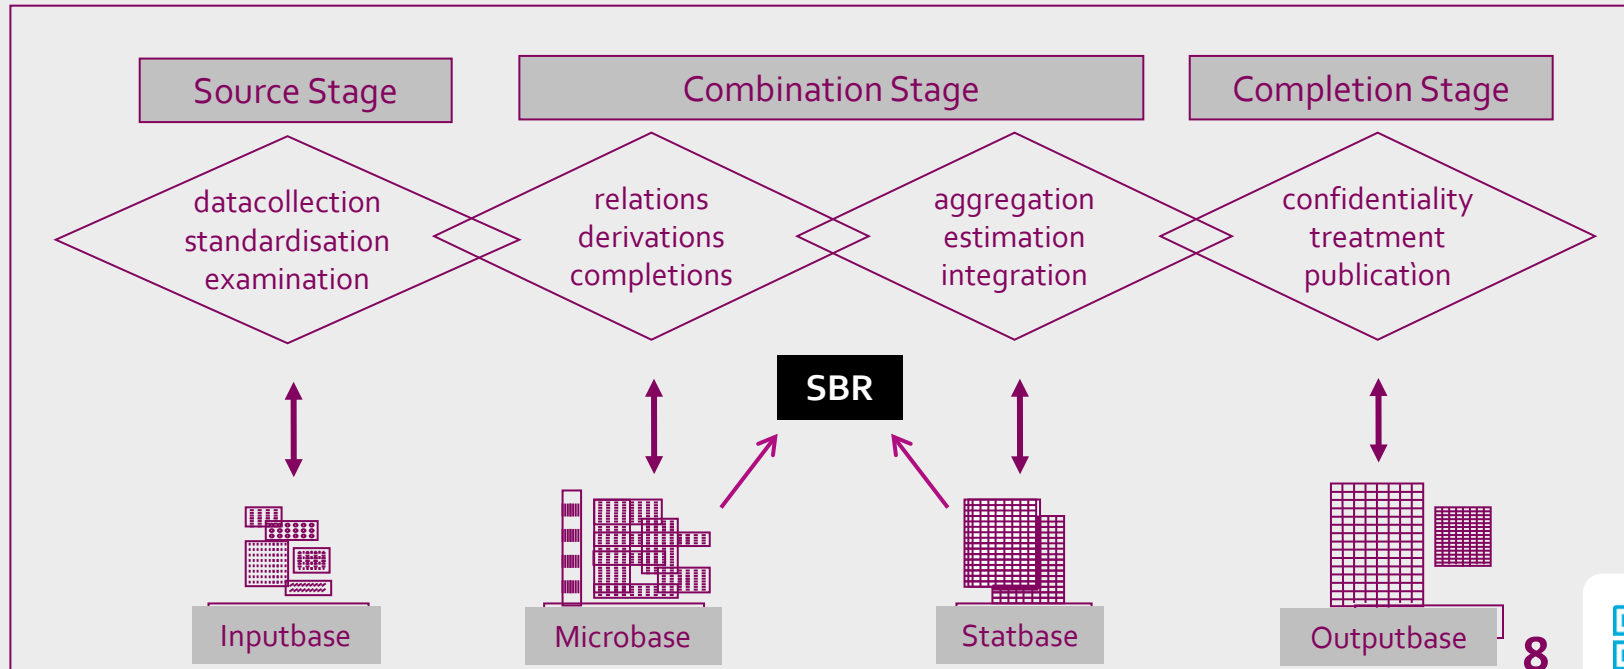 Source Stage
Combination Stage
Completion Stage
datacollection
standardisation
examination
relations
derivations
completions
aggregation
estimation
integration
confidentiality
treatment
publicatìon
SBR
Inputbase
Microbase
Statbase
Outputbase
8